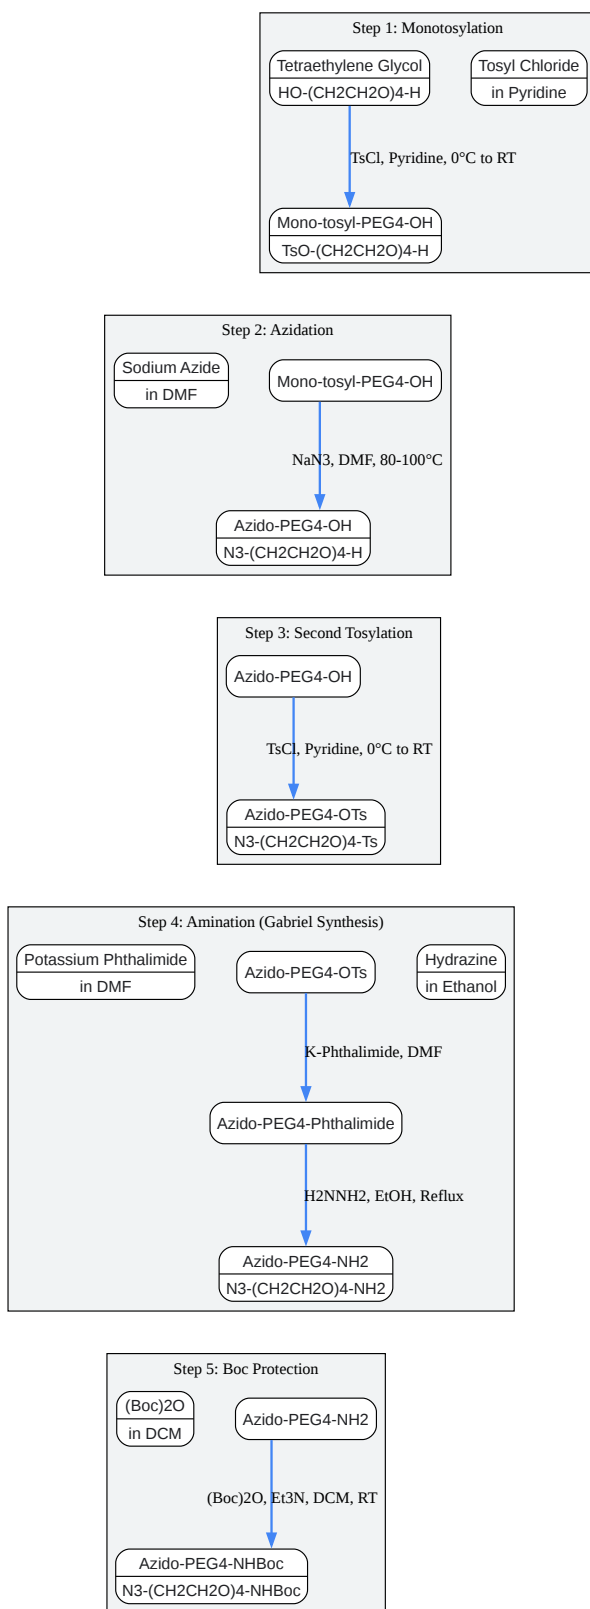 Step 1: Monotosylation
Tetraethylene Glycol
HO-(CH2CH2O)4-H
Tosyl Chloride
in Pyridine
TsCl, Pyridine, 0°C to RT
Mono-tosyl-PEG4-OH
TsO-(CH2CH2O)4-H
Step 2: Azidation
Sodium Azide
in DMF
Mono-tosyl-PEG4-OH
NaN3, DMF, 80-100°C
Azido-PEG4-OH
N3-(CH2CH2O)4-H
Step 3: Second Tosylation
Azido-PEG4-OH
TsCl, Pyridine, 0°C to RT
Azido-PEG4-OTs
N3-(CH2CH2O)4-Ts
Step 4: Amination (Gabriel Synthesis)
Potassium Phthalimide
in DMF
Azido-PEG4-OTs
Hydrazine
in Ethanol
K-Phthalimide, DMF
Azido-PEG4-Phthalimide
H2NNH2, EtOH, Reflux
Azido-PEG4-NH2
N3-(CH2CH2O)4-NH2
Step 5: Boc Protection
(Boc)2O
in DCM
Azido-PEG4-NH2
(Boc)2O, Et3N, DCM, RT
Azido-PEG4-NHBoc
N3-(CH2CH2O)4-NHBoc